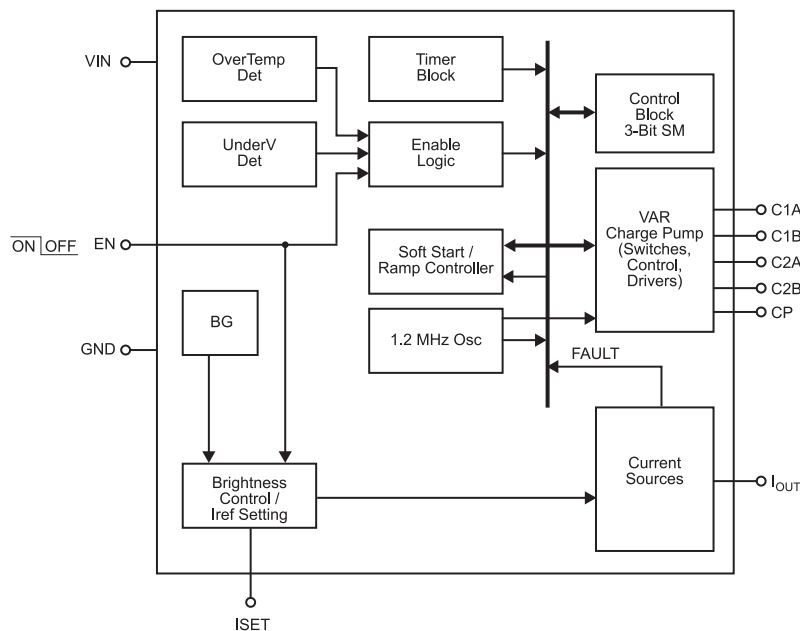 VIN
OverTemp
Det
Timer
Block
Control
Block
3-Bit SM
UnderV
Det
Enable
Logic
VAR
Charge Pump
(Switches,
Control,
Drivers)
C1A
C1B
C2A
C2B
CP
ON OFF EN
Soft Start /
Ramp Controller
BG
1.2 MHz Osc
GND
FAULT
Brightness
Control /
Iref Setting
Current
Sources
IOUT
ISET